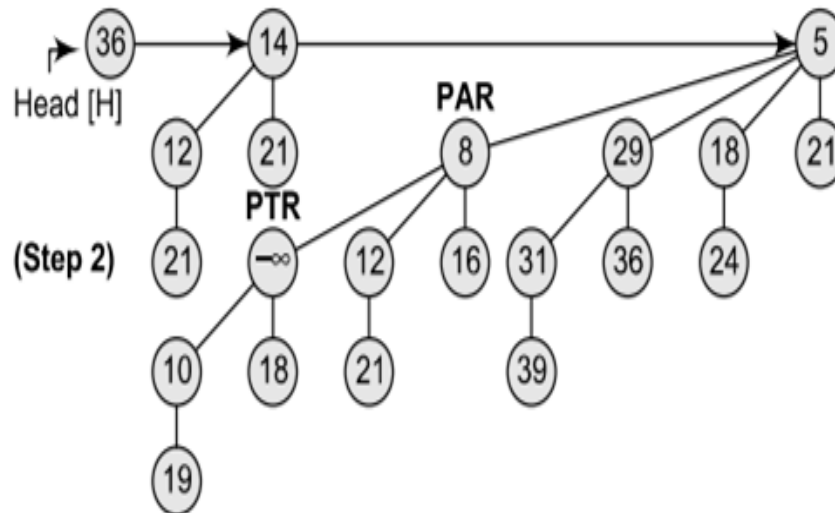 36 14 5
Head [H]
PAR
12 21 8 29 18 21
PTR
(Step 2) 21 −∞ 12 16 31 36 24
10 18 21 39
19